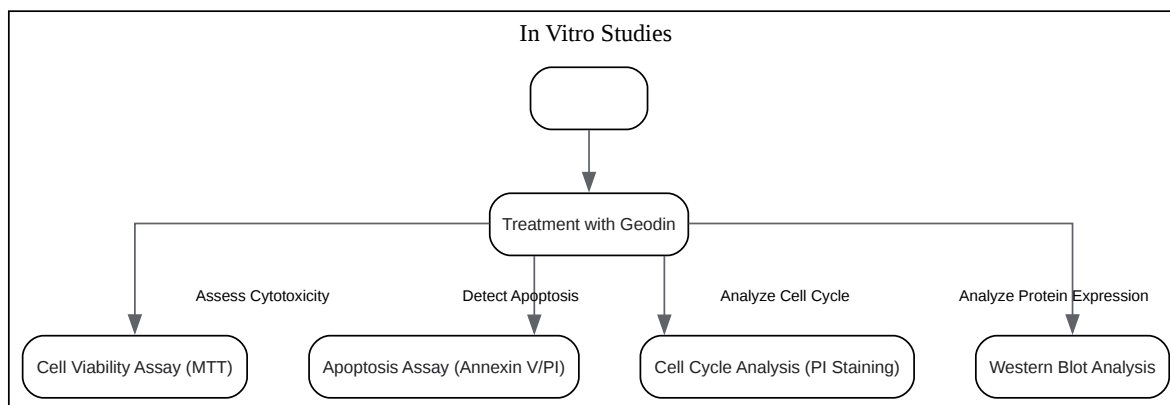 In Vitro Studies
Treatment with Geodin
Assess Cytotoxicity
Detect Apoptosis
Analyze Cell Cycle
Analyze Protein Expression
Cell Viability Assay (MTT)
Apoptosis Assay (Annexin V/PI)
Cell Cycle Analysis (PI Staining)
Western Blot Analysis